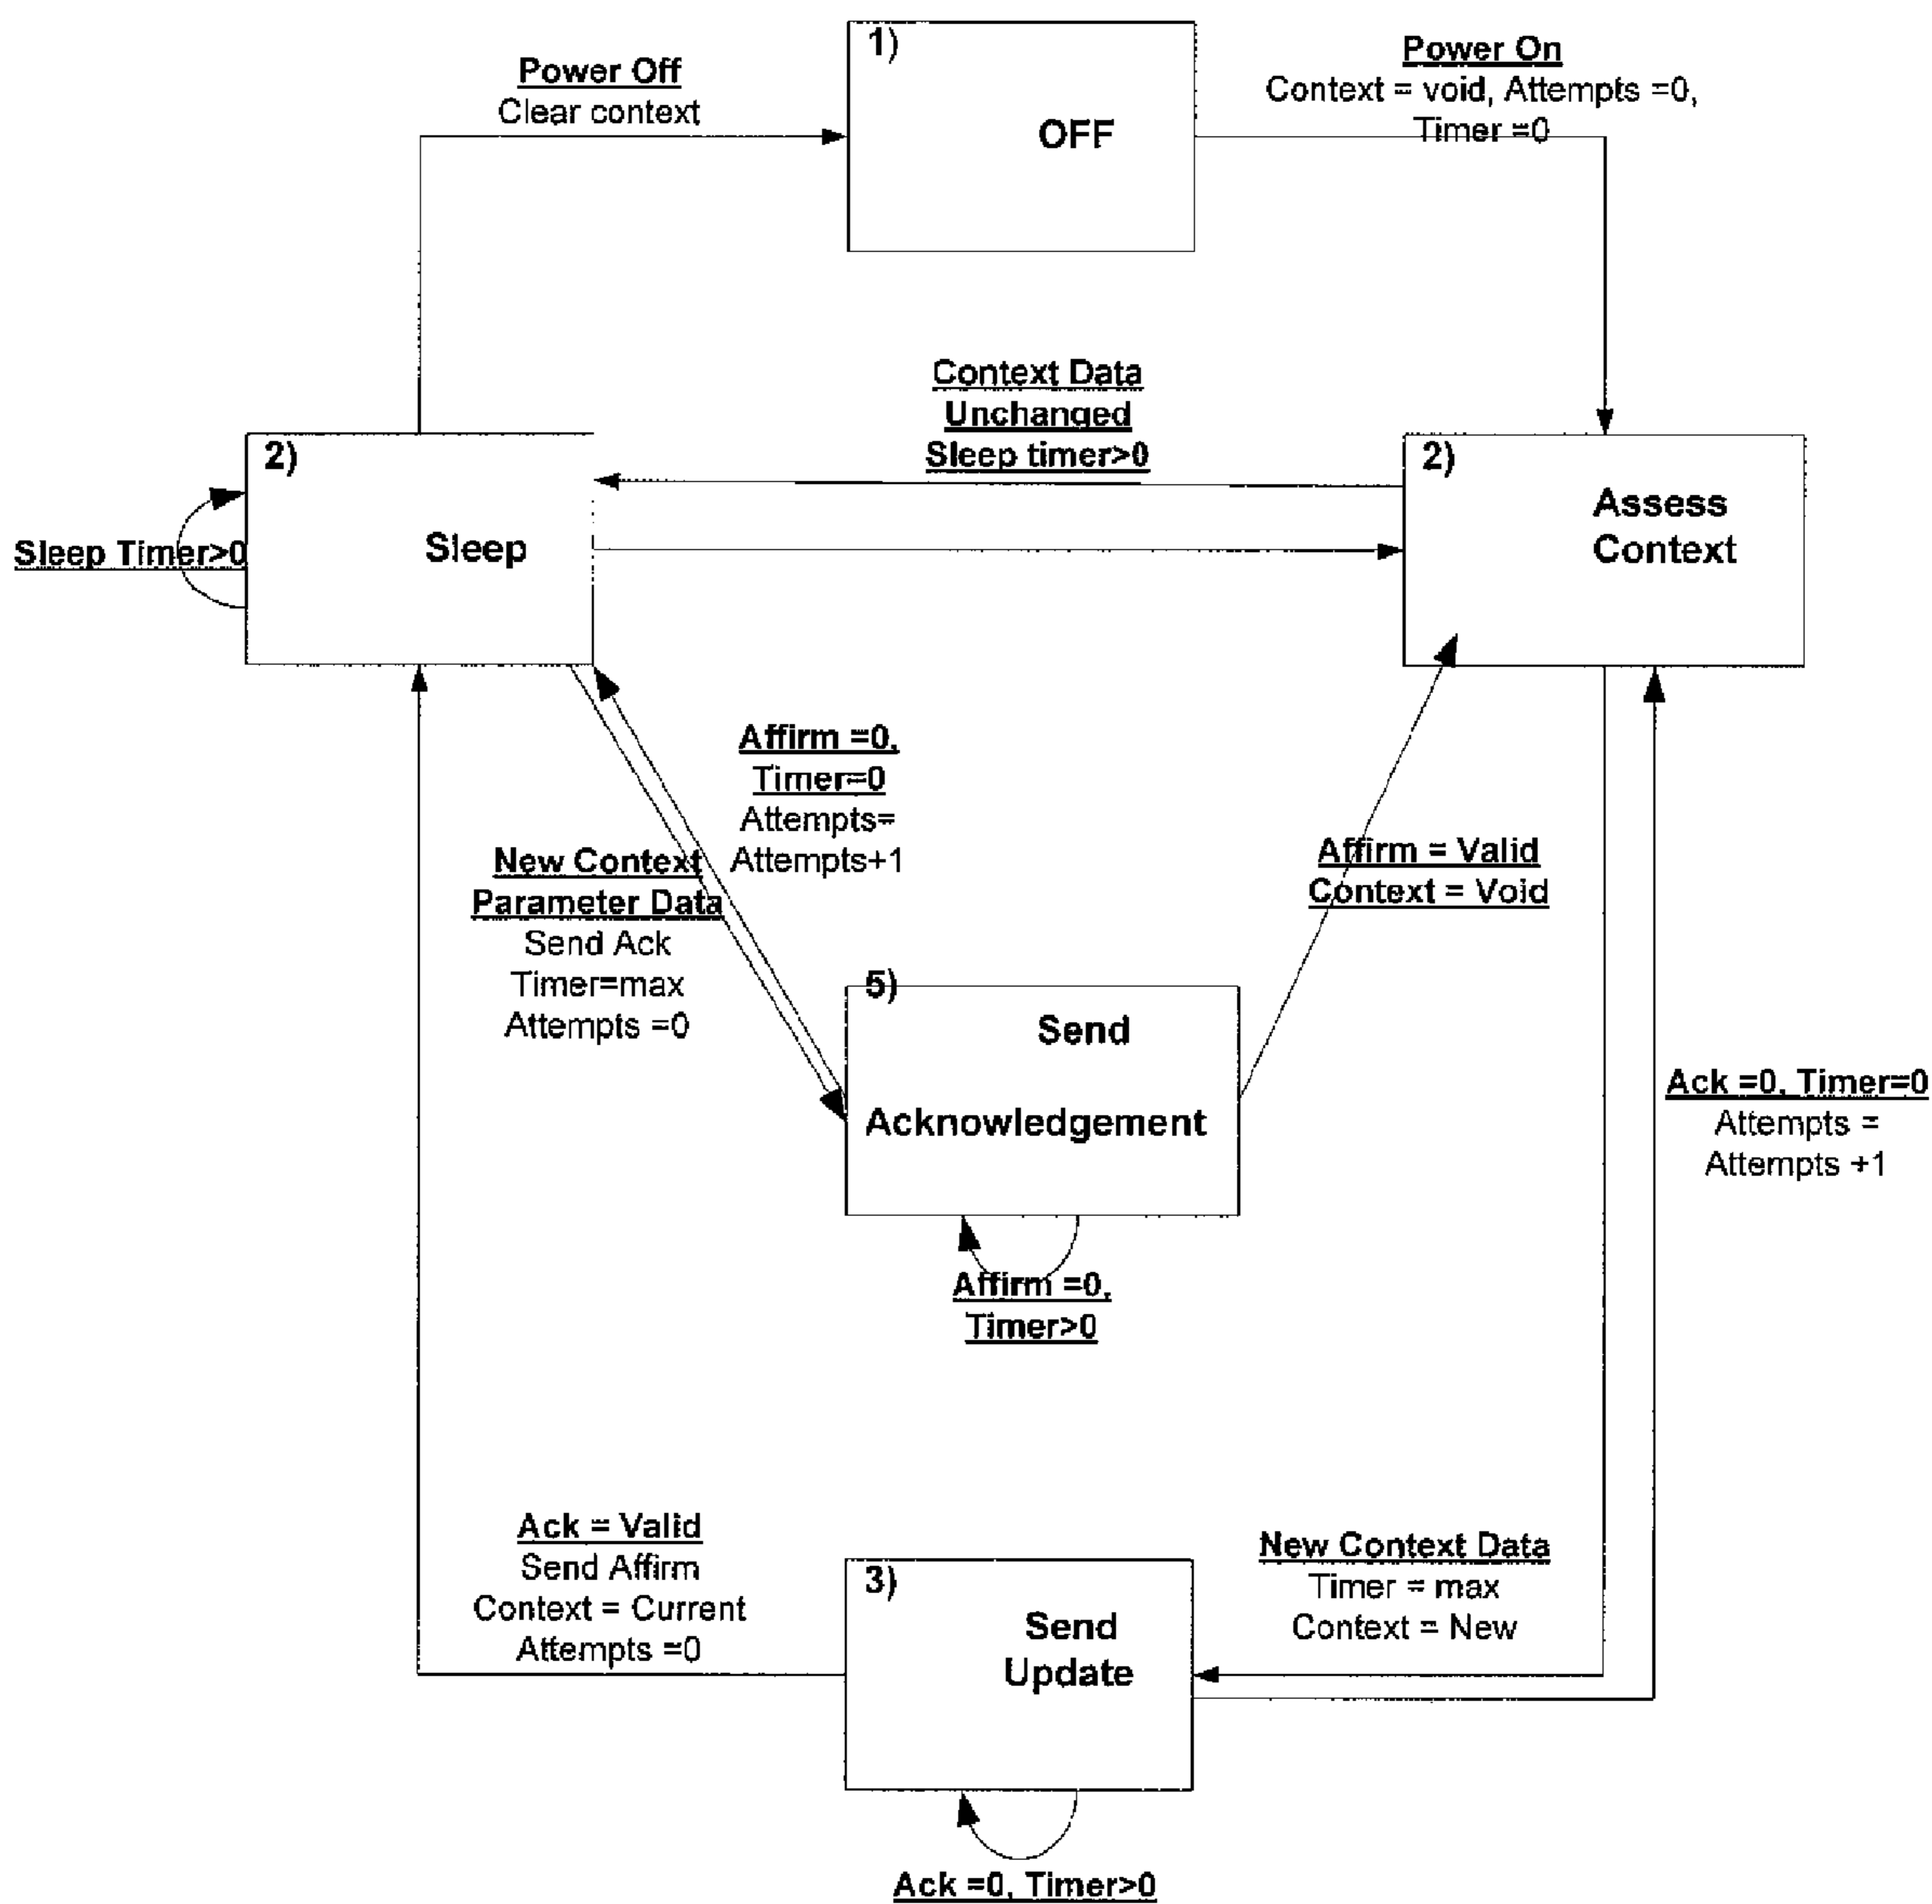 1)
OFF
Power Off
Clear context
Power On
Context = void, Attempts =0,
Timer =0
Context Data
Unchanged
Sleep timer>0
2)
Sleep
Sleep Timer>0
2)
Assess
Context
Affirm =0,
Timer=0
Attempts=
Attempts+1
New Context
Parameter Data
Send Ack
Timer=max
Attempts =0
Affirm = Valid
Context = Void
5)
Send
Acknowledgement
Affirm =0,
Timer>0
Ack =0, Timer=0
Attempts =
Attempts +1
Ack = Valid
Send Affirm
Context = Current
Attempts =0
3)
Send
Update
New Context Data
Timer = max
Context = New
Ack =0, Timer>0